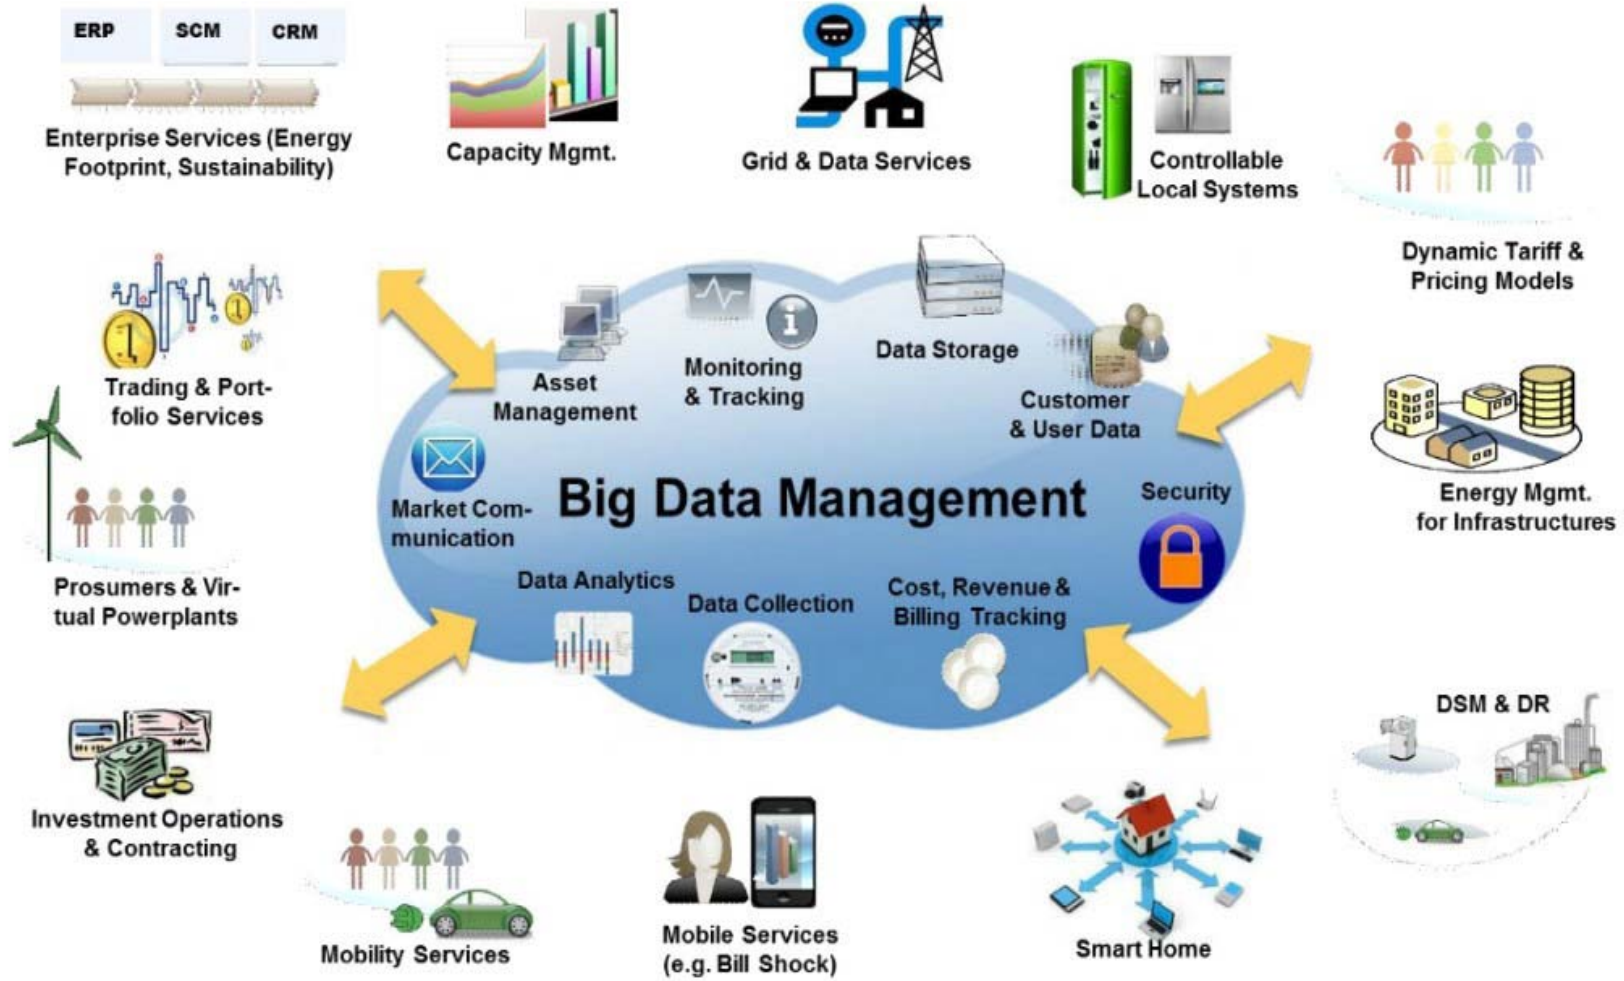 ERP
SCM
CRM
Enterprise Services (Energy
Footprint, Sustainability)
Capacity Mgmt.
Grid & Data Services
Controllable
Local Systems
Dynamic Tariff &
Pricing Models
Trading & Port-
folio Services
Asset
Management
Monitoring
& Tracking
Data Storage
Customer
& User Data
Energy Mgmt.
for Infrastructures
Market Com-
munication
Big Data Management
Security
Prosumers & Vir-
tual Powerplants
Data Analytics
Data Collection
Cost, Revenue &
Billing Tracking
Investment Operations
& Contracting
DSM & DR
Mobility Services
Mobile Services
(e.g. Bill Shock)
Smart Home